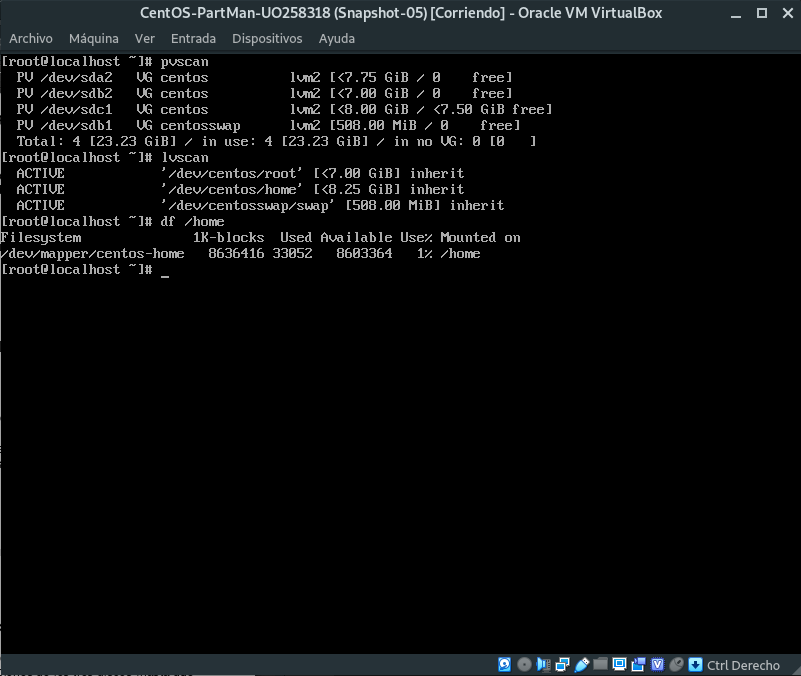 CentOS-PartMan-UO258318 (Snapshot-05) [Corriendo] - Oracle VM VirtualBox
Archivo Máquina Ver Entrada Dispositivos Ayuda
[root@localhost ~]# pvscan
  PV /dev/sda2   VG centos          lvm2 [<7.75 GiB / 0    free]
  PV /dev/sdb2   VG centos          lvm2 [<7.00 GiB / 0    free]
  PV /dev/sdc1   VG centos          lvm2 [<8.00 GiB / <7.50 GiB free]
  PV /dev/sdb1   VG centosswap      lvm2 [508.00 MiB / 0    free]
  Total: 4 [23.23 GiB] / in use: 4 [23.23 GiB] / in no VG: 0 [0   ]
[root@localhost ~]# lvscan
  ACTIVE            '/dev/centos/root' [<7.00 GiB] inherit
  ACTIVE            '/dev/centos/home' [<8.25 GiB] inherit
  ACTIVE            '/dev/centosswap/swap' [508.00 MiB] inherit
[root@localhost ~]# df /home
Filesystem              1K-blocks  Used Available Use% Mounted on
/dev/mapper/centos-home   8636416 33052   8603364   1% /home
[root@localhost ~]# _
Ctrl Derecho